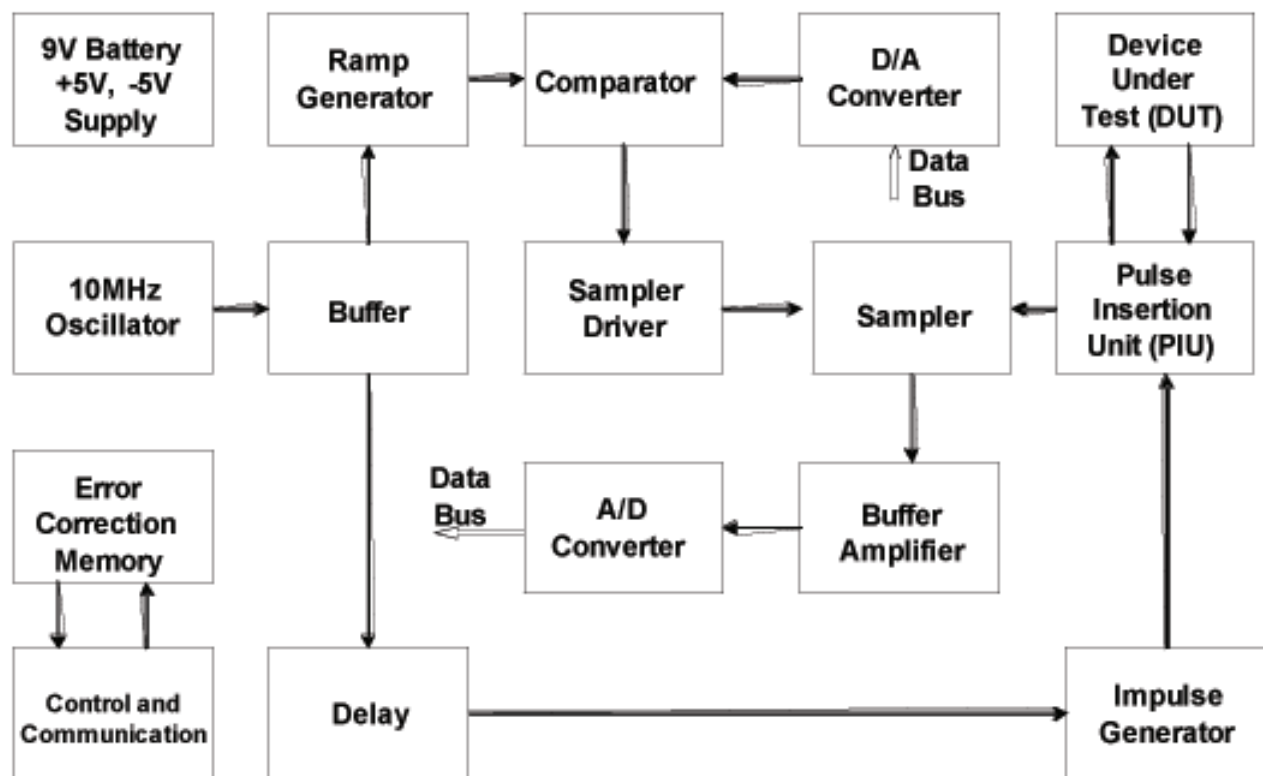 9V Battery
+5V, -5V
Supply
Ramp
Generator
Comparator
D/A
Converter
Device
Under
Test (DUT)
Data
Bus
10MHz
Oscillator
Buffer
Sampler
Driver
Sampler
Pulse
Insertion
Unit (PIU)
Error
Correction
Memory
Data
Bus
A/D
Converter
Buffer
Amplifier
Control and
Communication
Delay
Impulse
Generator